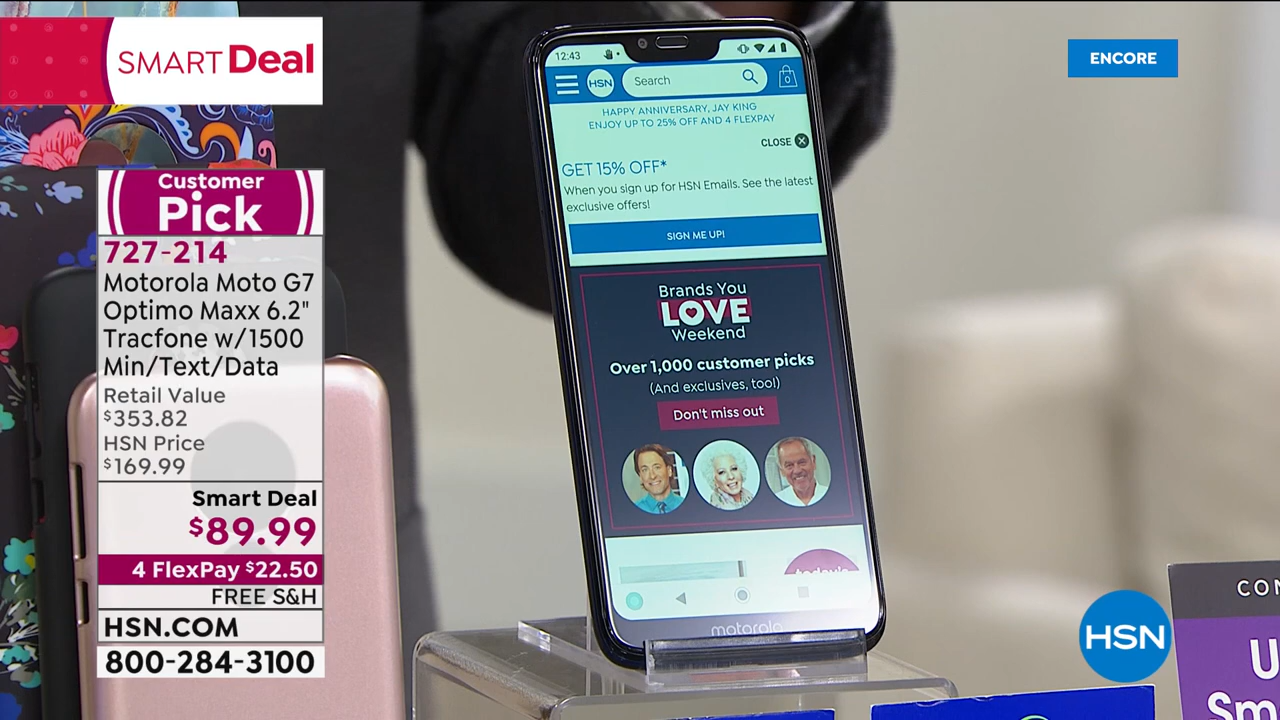 SMART Deal
Customer
Pick
727-214
Motorola Moto G7
Optimo Maxx 6.2"
Tracfone w/1500
Min/Text/Data
Retail Value
$353.82
HSN Price
$169.99
Smart Deal
$89.99
4 FlexPay $22.50
FREE S&H
HSN.COM
800-284-3100
12:43
HSN
Search
0
HAPPY ANNIVERSARY, JAY KING
ENJOY UP TO 25% OFF AND 4 FLEXPAY
CLOSE
GET 15% OFF*
When you sign up for HSN Emails. See the latest
exclusive offers!
SIGN ME UP!
Brands You
LOVE
Weekend
Over 1,000 customer picks
(And exclusives, too!)
Don't miss out
today's
motorola
ENCORE
HSN